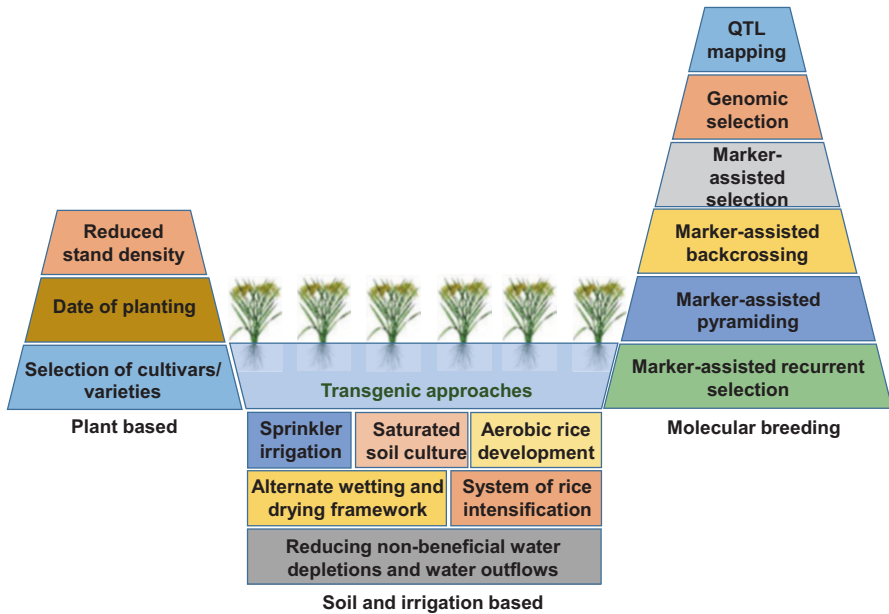 Reduced
stand density
Date of planting
Selection of cultivars/
varieties
Plant based
Transgenic approaches
Sprinkler
irrigation
Saturated
soil culture
Aerobic rice
development
Alternate wetting and
drying framework
System of rice
intensification
Reducing non-beneficial water
depletions and water outflows
Soil and irrigation based
QTL
mapping
Genomic
selection
Marker-
assisted
selection
Marker-assisted
backcrossing
Marker-assisted
pyramiding
Marker-assisted recurrent
selection
Molecular breeding